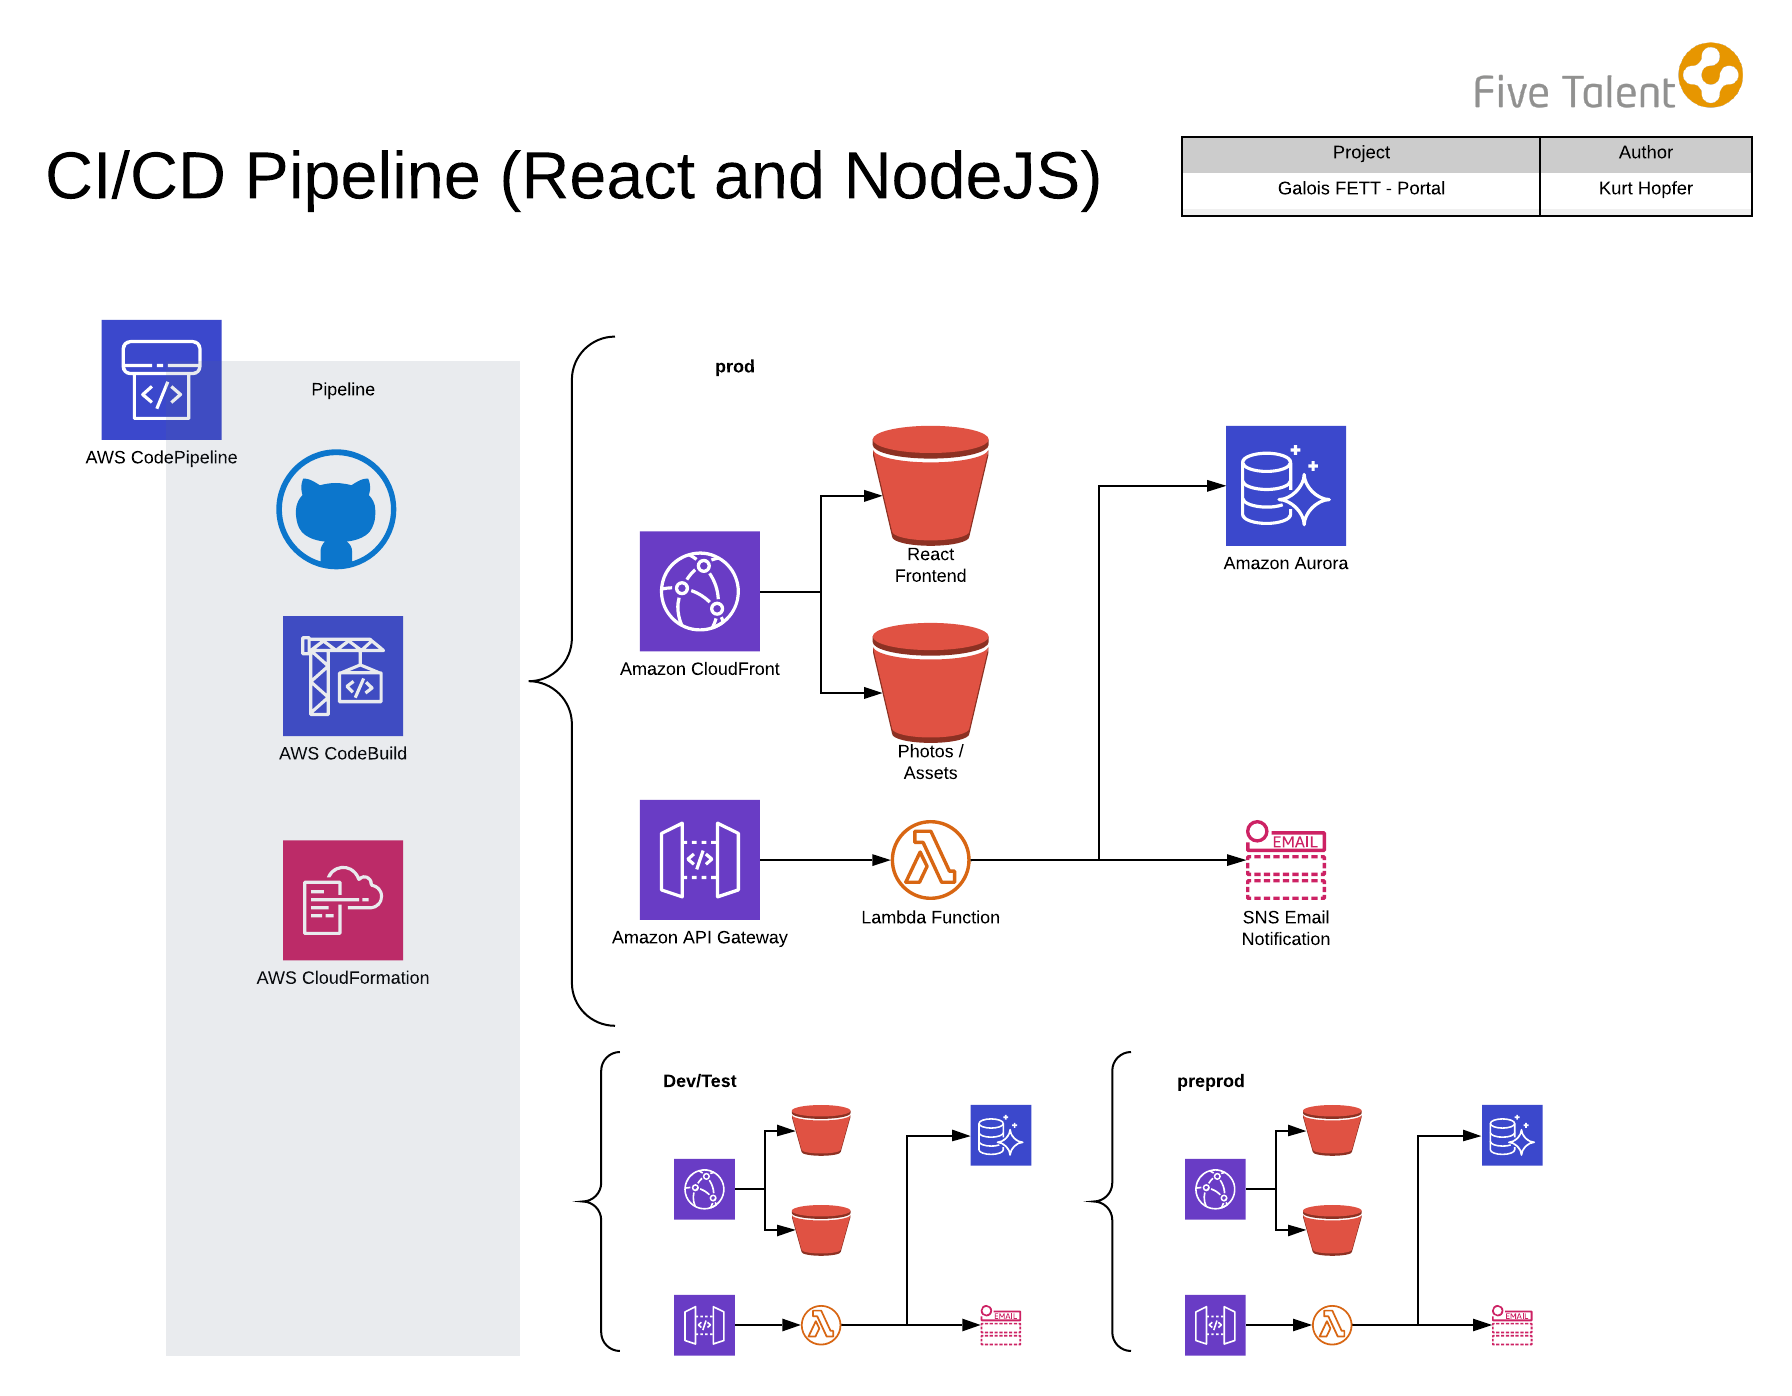 Five Talent
CI/CD Pipeline (React and NodeJS)
Project
Author
Galois FETT - Portal
Kurt Hopfer
AWS CodePipeline
Pipeline
AWS CodeBuild
AWS CloudFormation
prod
React
Frontend
Amazon CloudFront
Photos /
Assets
Amazon Aurora
Amazon API Gateway
Lambda Function
EMAIL
SNS Email
Notification
Dev/Test
EMAIL
preprod
EMAIL